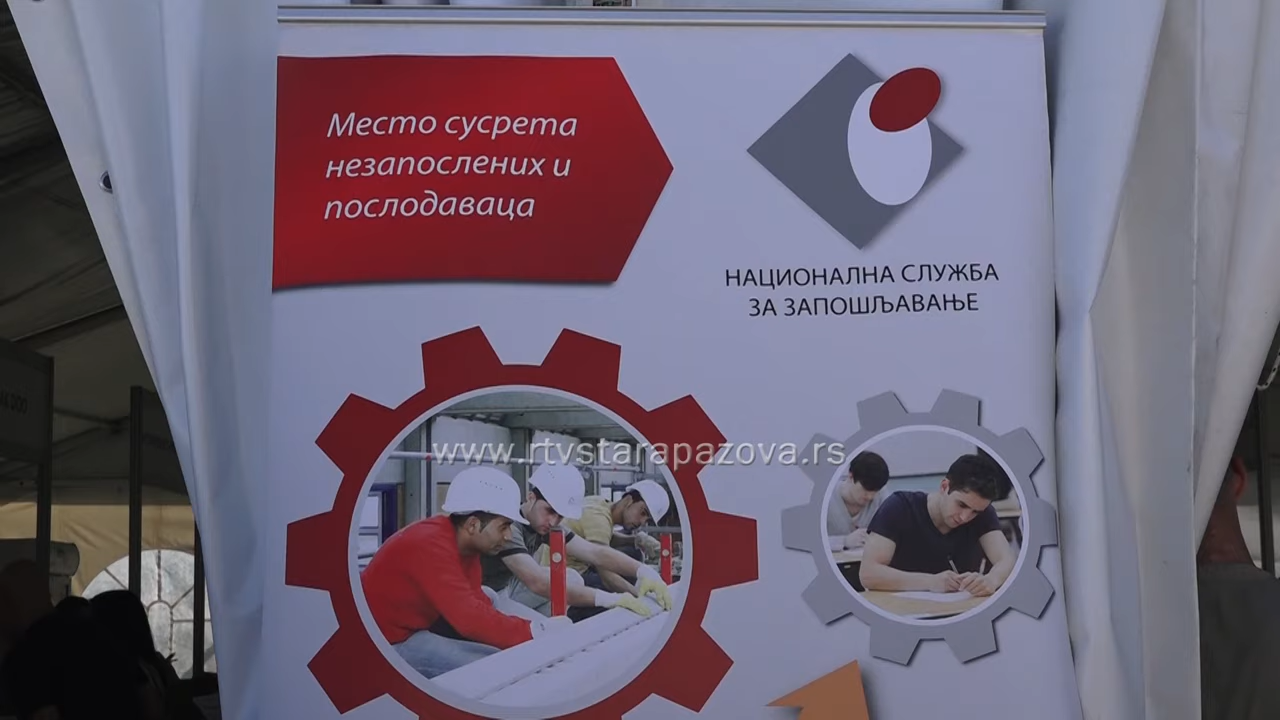 Место сусрета
незапослених и
послодаваца
НАЦИОНАЛНА СЛУЖБА
ЗА ЗАПОШЉАВАЊЕ
www.rtvstarapazova.rs